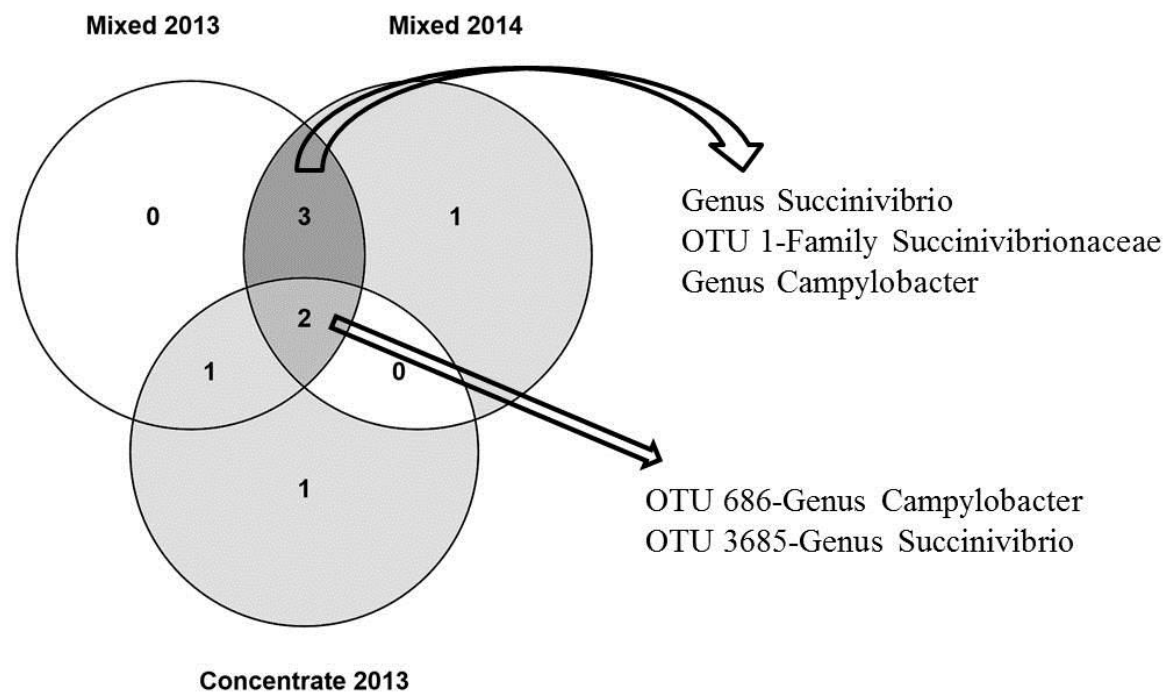 Mixed 2013
Mixed 2014
0
3
1
Genus Succinivibrio
OTU 1-Family Succinivibrionaceae
Genus Campylobacter
2
1
0
1
OTU 686-Genus Campylobacter
OTU 3685-Genus Succinivibrio
Concentrate 2013